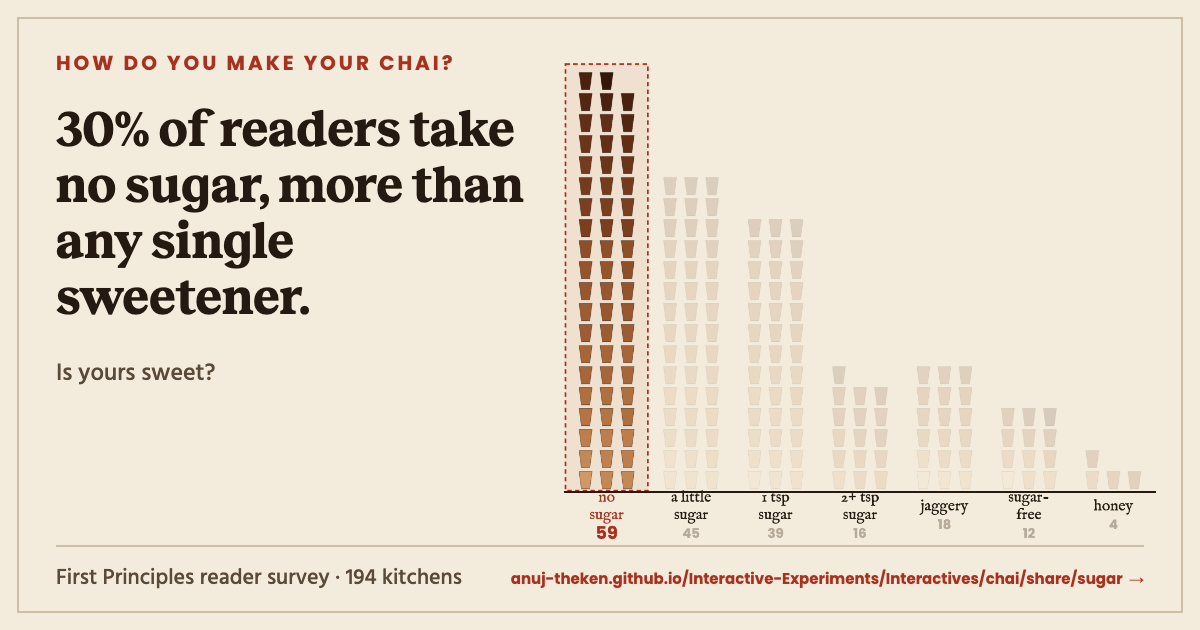 HOW DO YOU MAKE YOUR CHAI?
30% of readers take
no sugar, more than
any single
sweetener.
Is yours sweet?
no
sugar
59
a little
sugar
45
1 tsp
sugar
39
2+ tsp
sugar
16
jaggery
18
sugar-
free
12
honey
4
First Principles reader survey · 194 kitchens
anuj-theken.github.io/Interactive-Experiments/Interactives/chai/share/sugar →